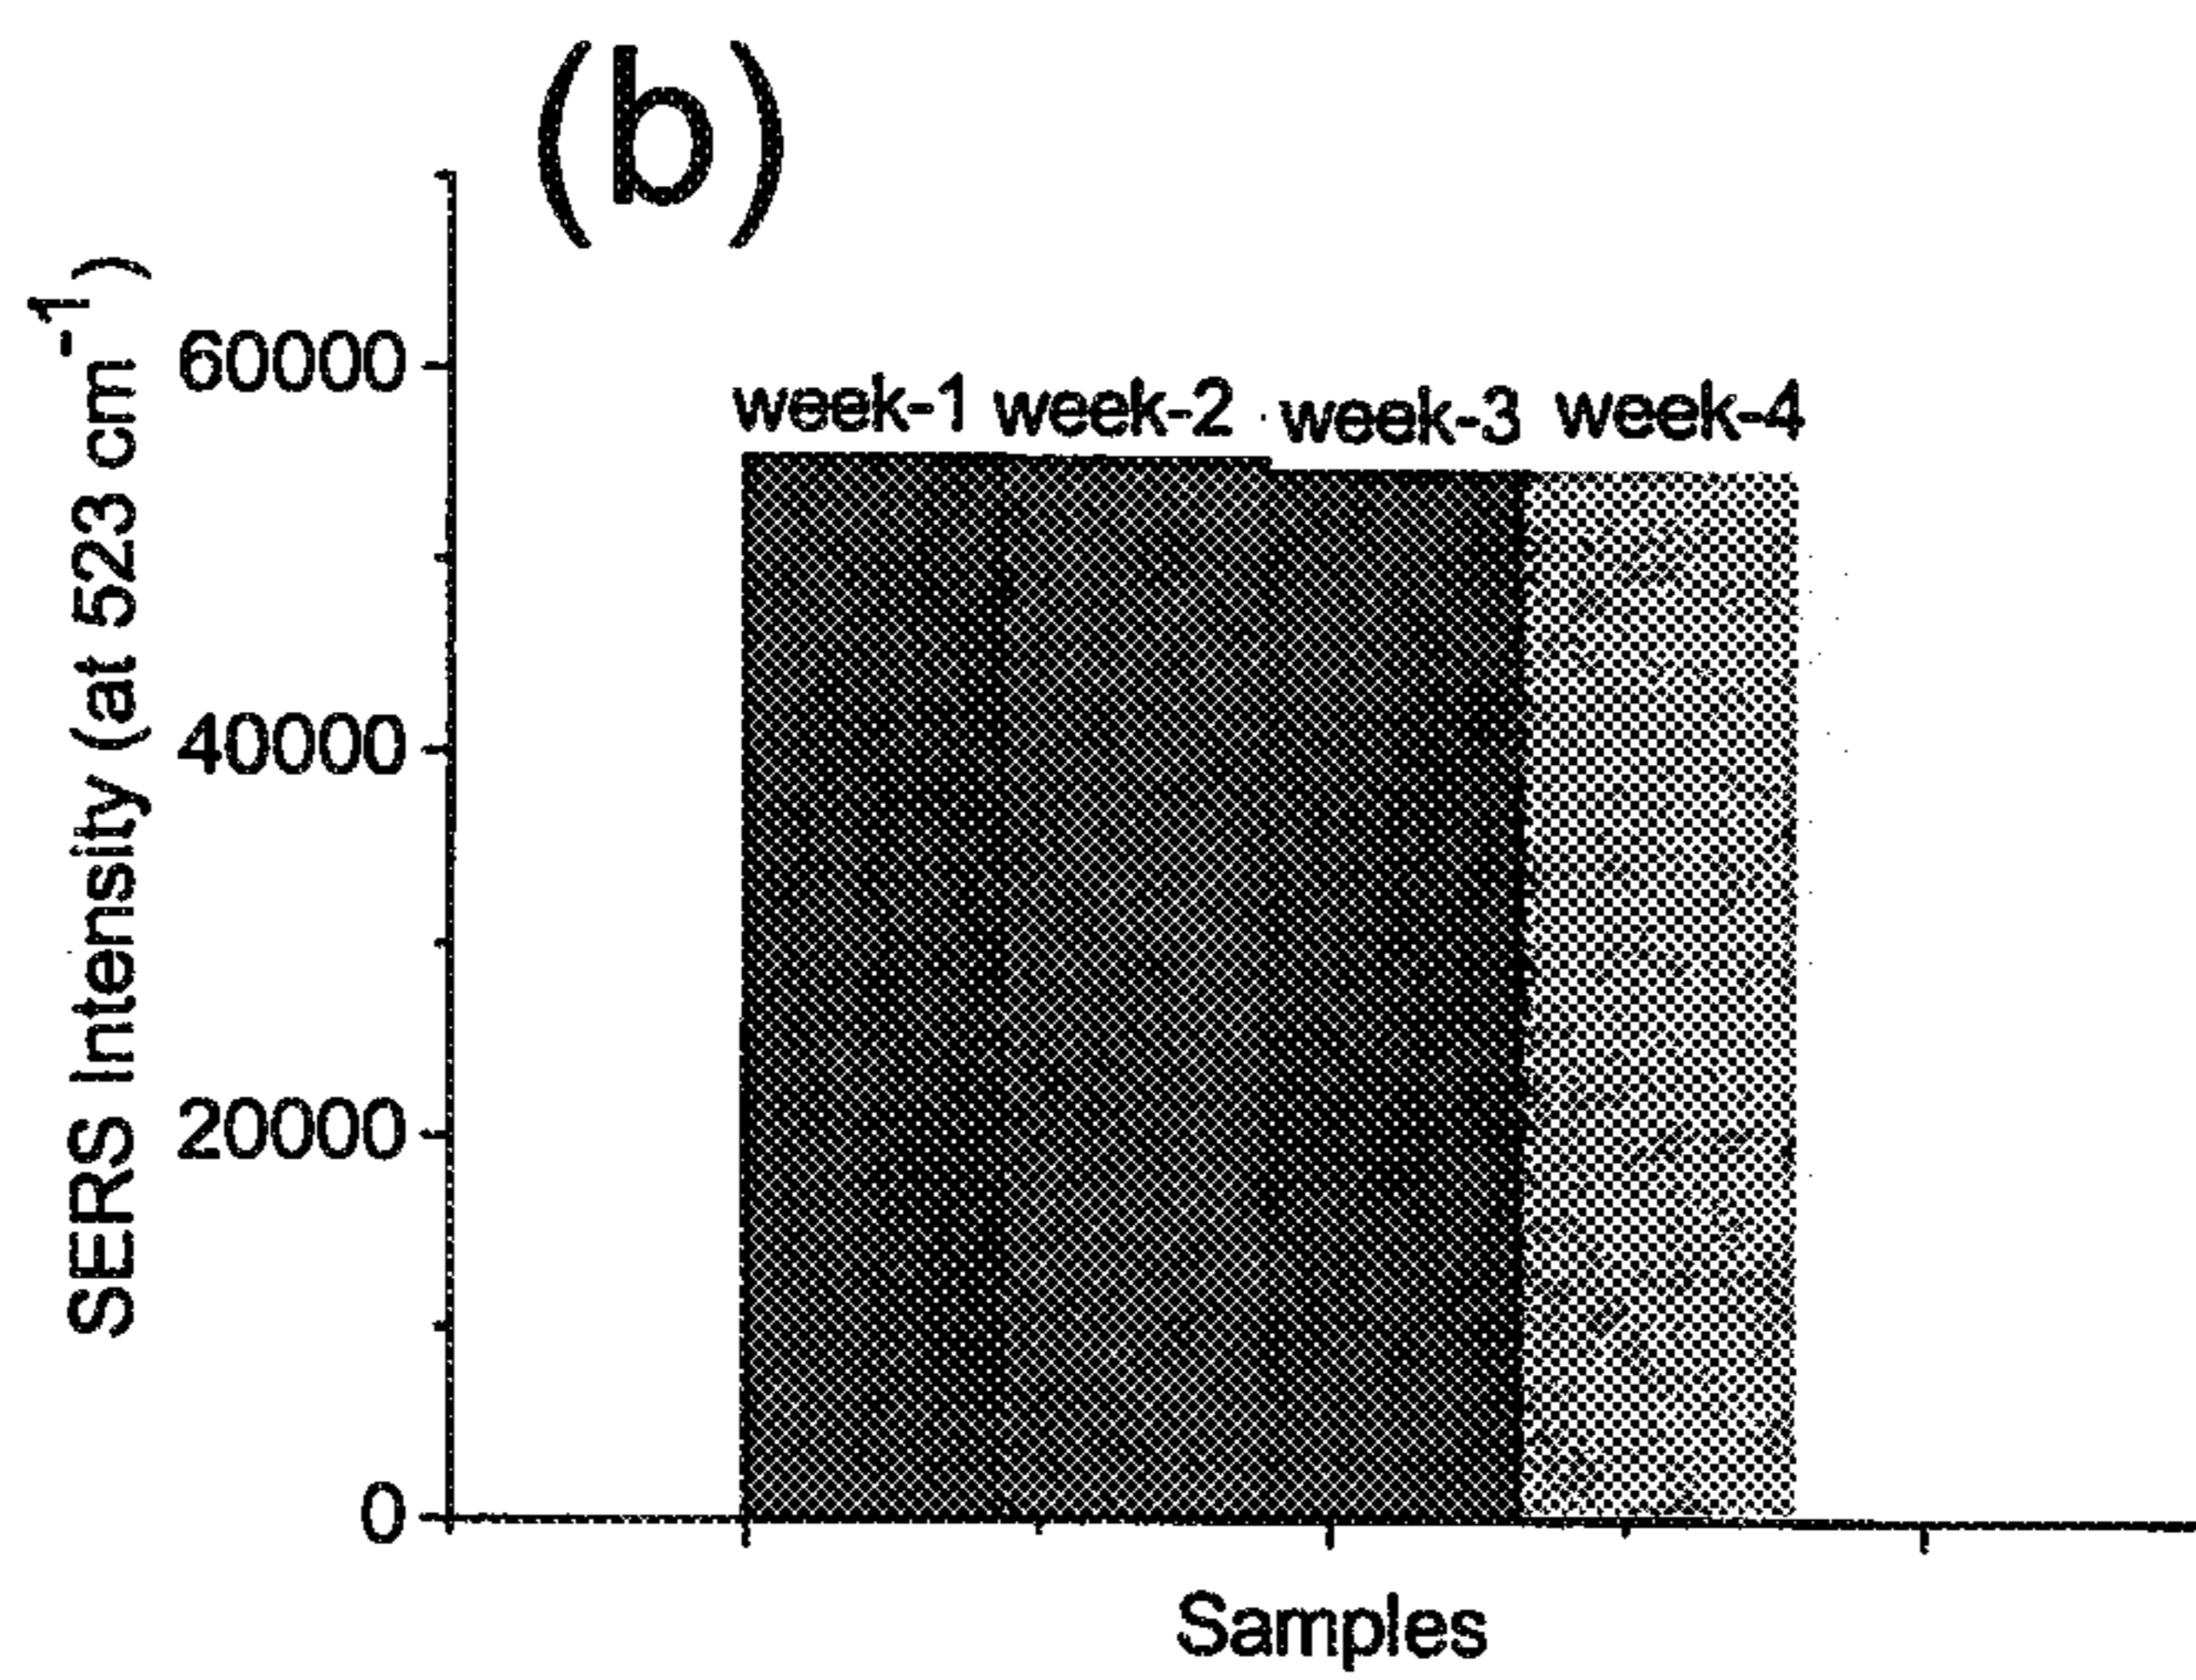 (b)
SERS Intensity (at 523 cm⁻¹)
60000
40000
20000
0
week-1 week-2 week-3 week-4
Samples